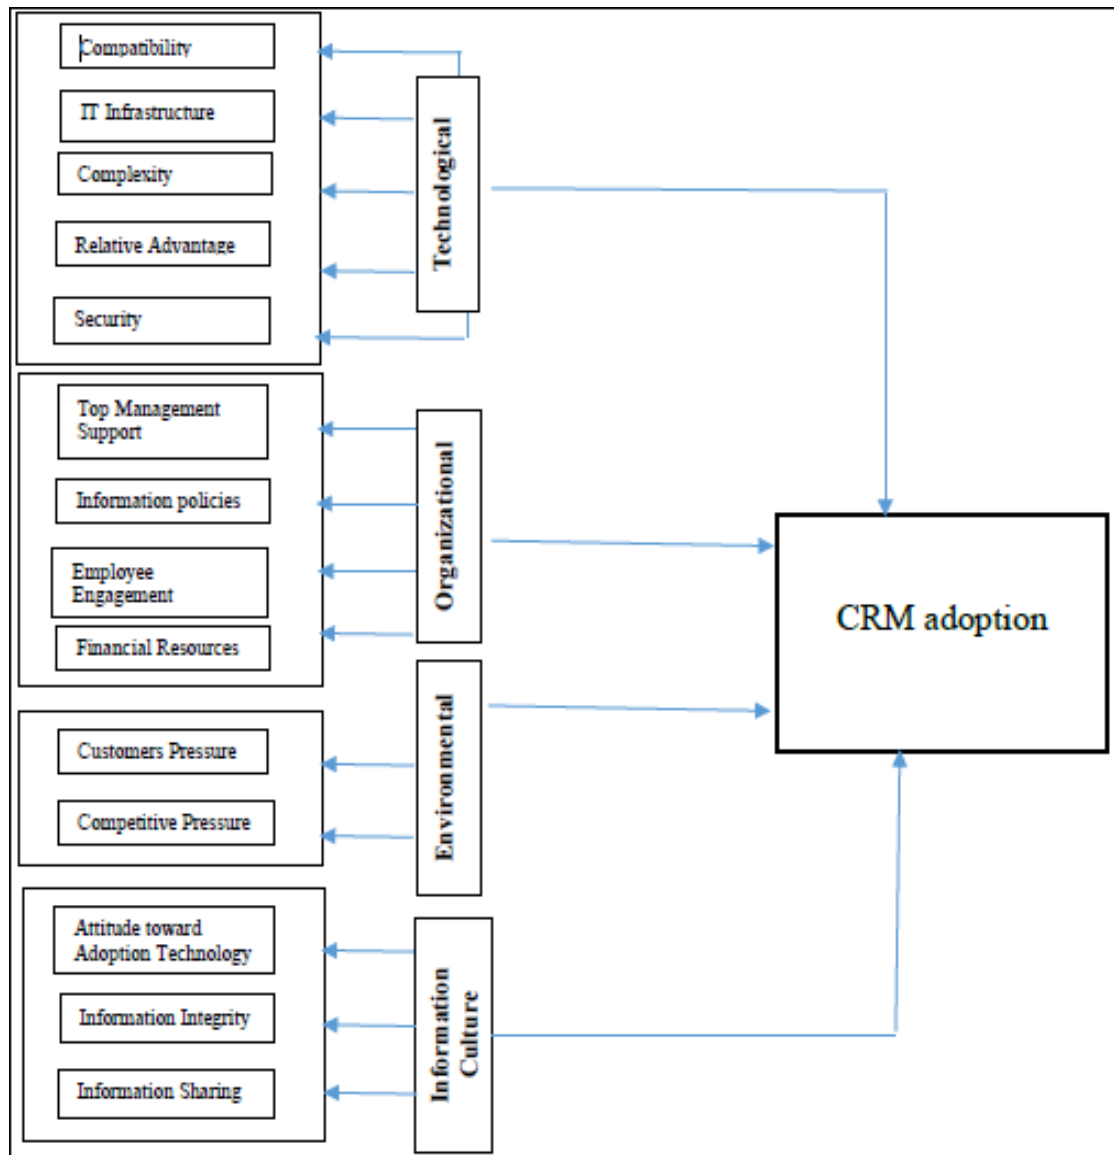 Compatibility
IT Infrastructure
Complexity
Relative Advantage
Security
Technological
Top Management
Support
Information policies
Employee
Engagement
Financial Resources
Organizational
CRM adoption
Customers Pressure
Competitive Pressure
Environmental
Attitude toward
Adoption Technology
Information Integrity
Information Sharing
Information
Culture